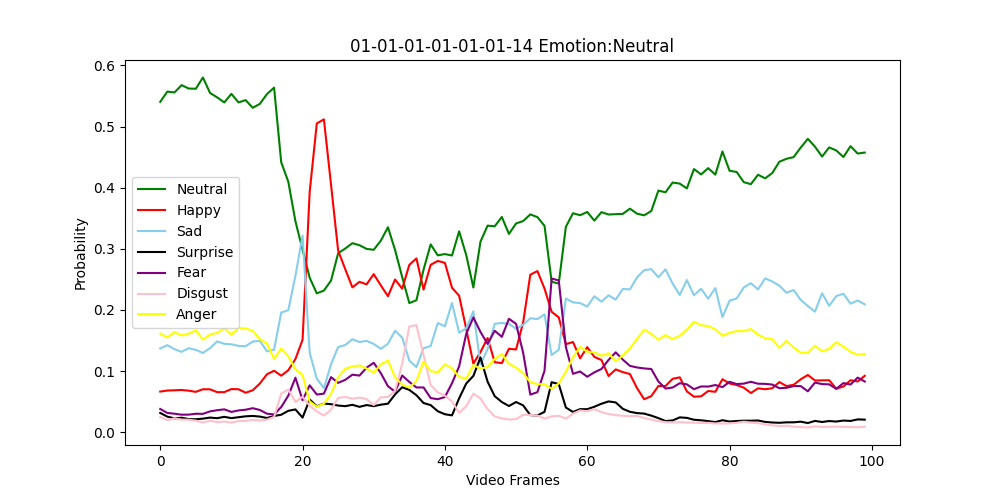 01-01-01-01-01-01-14 Emotion:Neutral
0.6
0.5
0.4
0.3
0.2
0.1
0.0
Probability
Neutral
Happy
Sad
Surprise
Fear
Disgust
Anger
0 20 40 60 80 100
Video Frames